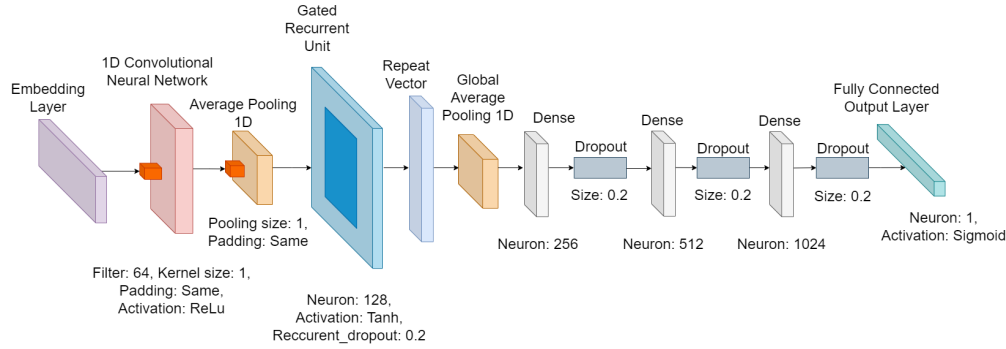 Embedding
Layer
1D Convolutional
Neural Network
Filter: 64, Kernel size: 1,
Padding: Same,
Activation: ReLu
Average Pooling
1D
Pooling size: 1,
Padding: Same
Gated
Recurrent
Unit
Neuron: 128,
Activation: Tanh,
Reccurent_dropout: 0.2
Repeat
Vector
Global
Average
Pooling 1D
Dense
Neuron: 256
Dropout
Size: 0.2
Dense
Neuron: 512
Dropout
Size: 0.2
Dense
Neuron: 1024
Dropout
Size: 0.2
Fully Connected
Output Layer
Neuron: 1,
Activation: Sigmoid